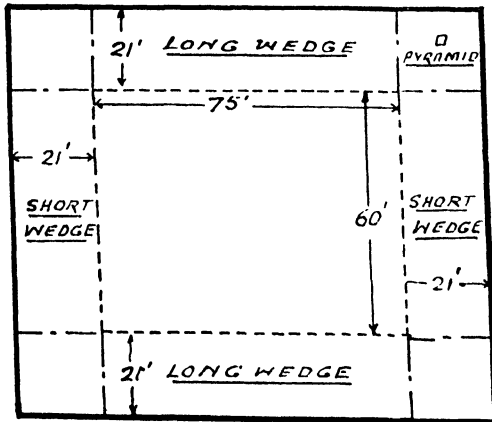 21' LONG WEDGE
□
PYRAMID
75'
21'
SHORT
WEDGE
60'
SHORT
WEDGE
21'
21' LONG WEDGE